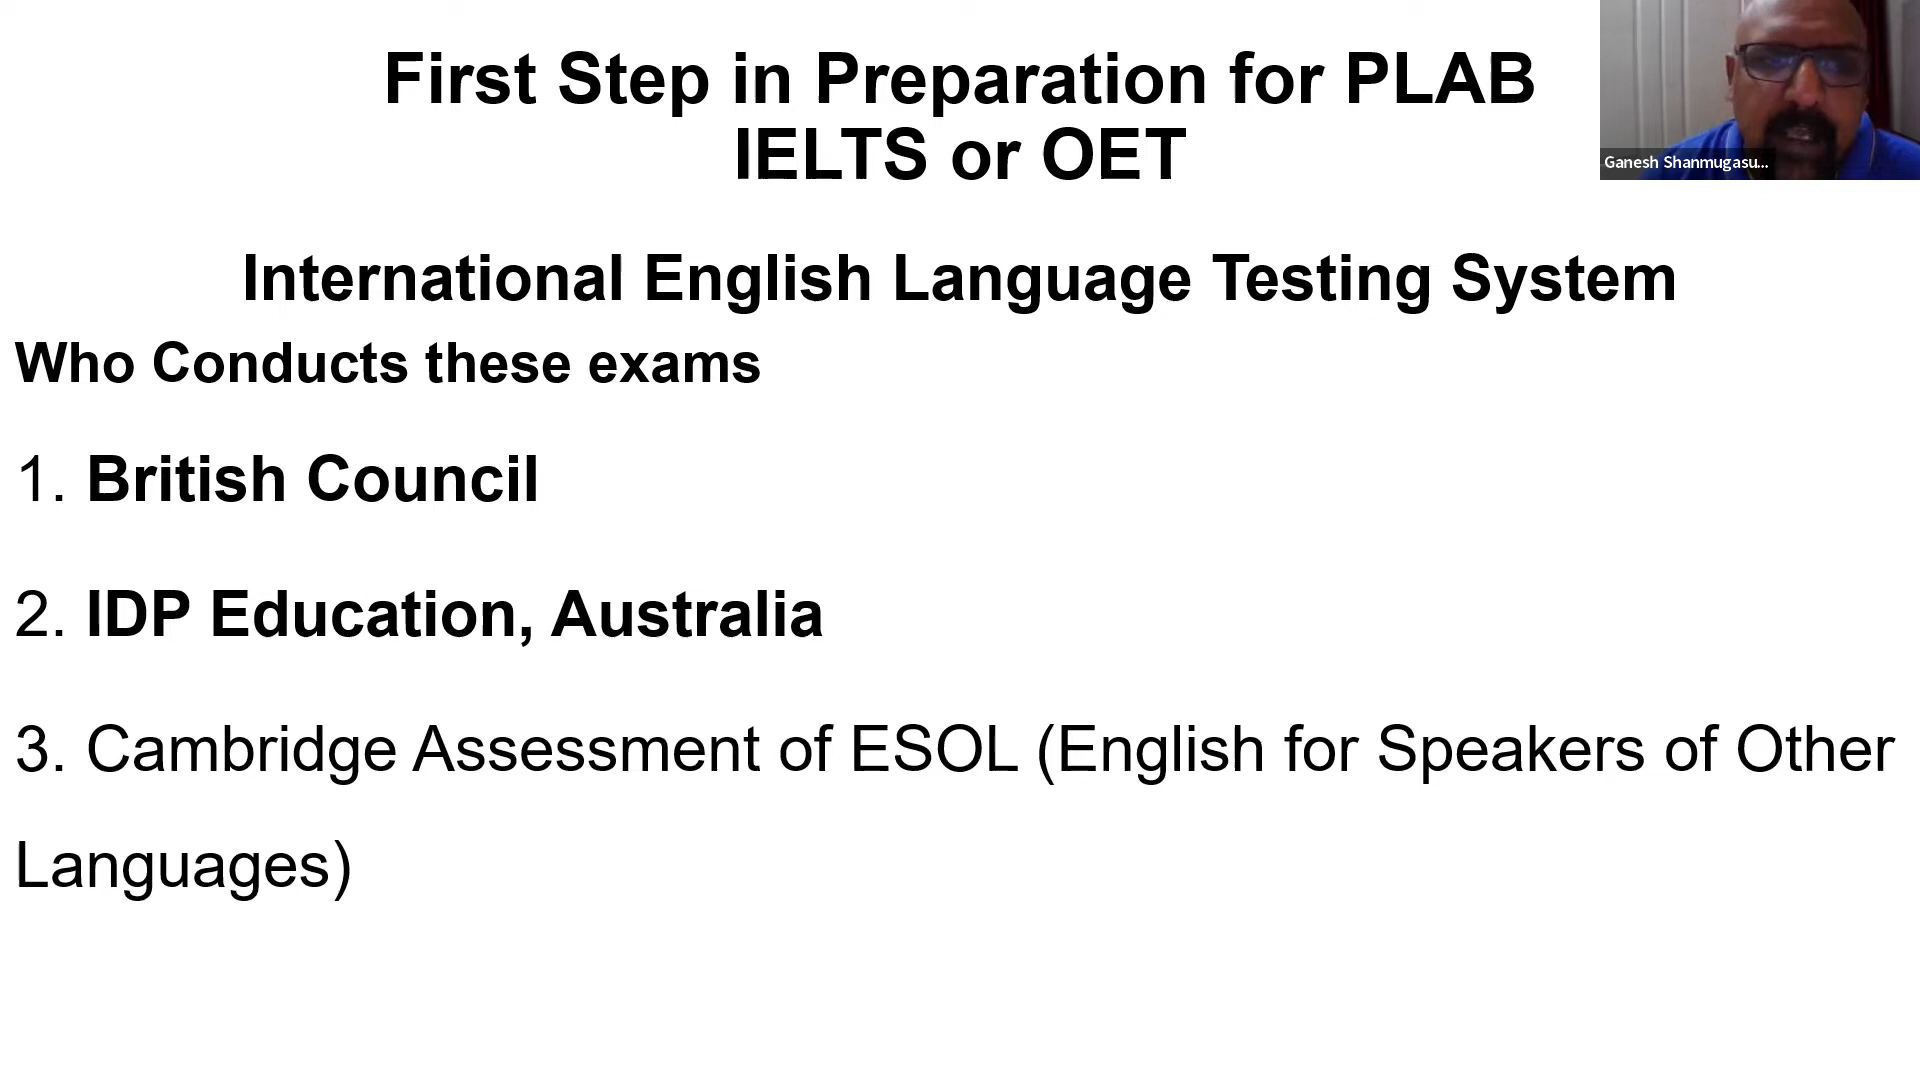 First Step in Preparation for PLAB
IELTS or OET
Ganesh Shanmugasu...
International English Language Testing System
Who Conducts these exams
1. British Council
2. IDP Education, Australia
3. Cambridge Assessment of ESOL (English for Speakers of Other
Languages)